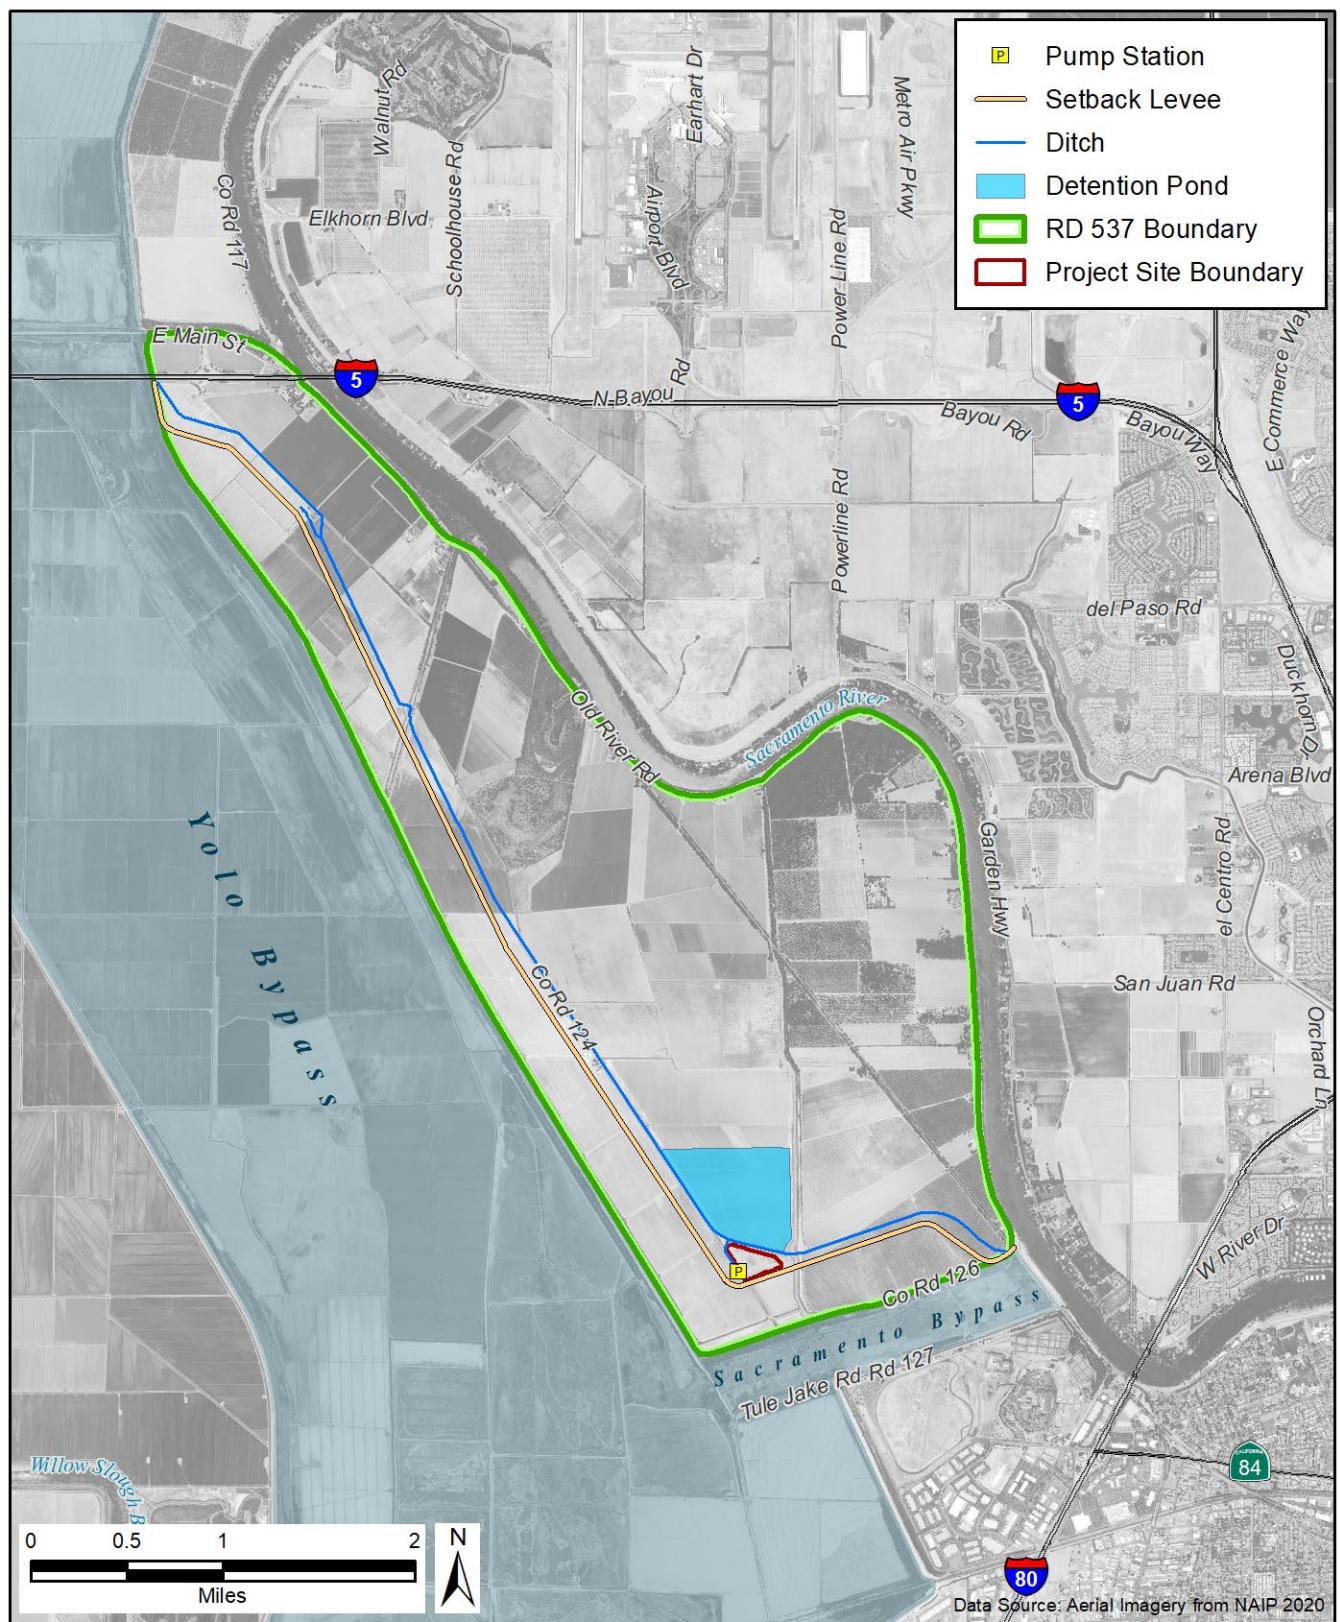 P Pump Station
Setback Levee
Ditch
Detention Pond
RD 537 Boundary
Project Site Boundary
Walnut Rd
Earhart Dr
Metro Air Pkwy
Schoolhouse Rd
Co Rd 117
Elkhorn Blvd
Airport Blvd
Power Line Rd
E Main St
5
N Bayou Rd
5
Bayou Rd
Bayou Way
E Commerce Way
Powerline Rd
del Paso Rd
Duckhorn Dr
Old River Rd
Sacramento River
Arena Blvd
Garden Hwy
el Centro Rd
Yolo Bypass
Co Rd 124
San Juan Rd
Orchard Ln
P
W River Dr
Co Rd 126
Sacramento Bypass
Tule Jake Rd Rd 127
Willow Slough B
CALIFORNIA
84
80
0 0.5 1 2
Miles
N
Data Source: Aerial Imagery from NAIP 2020